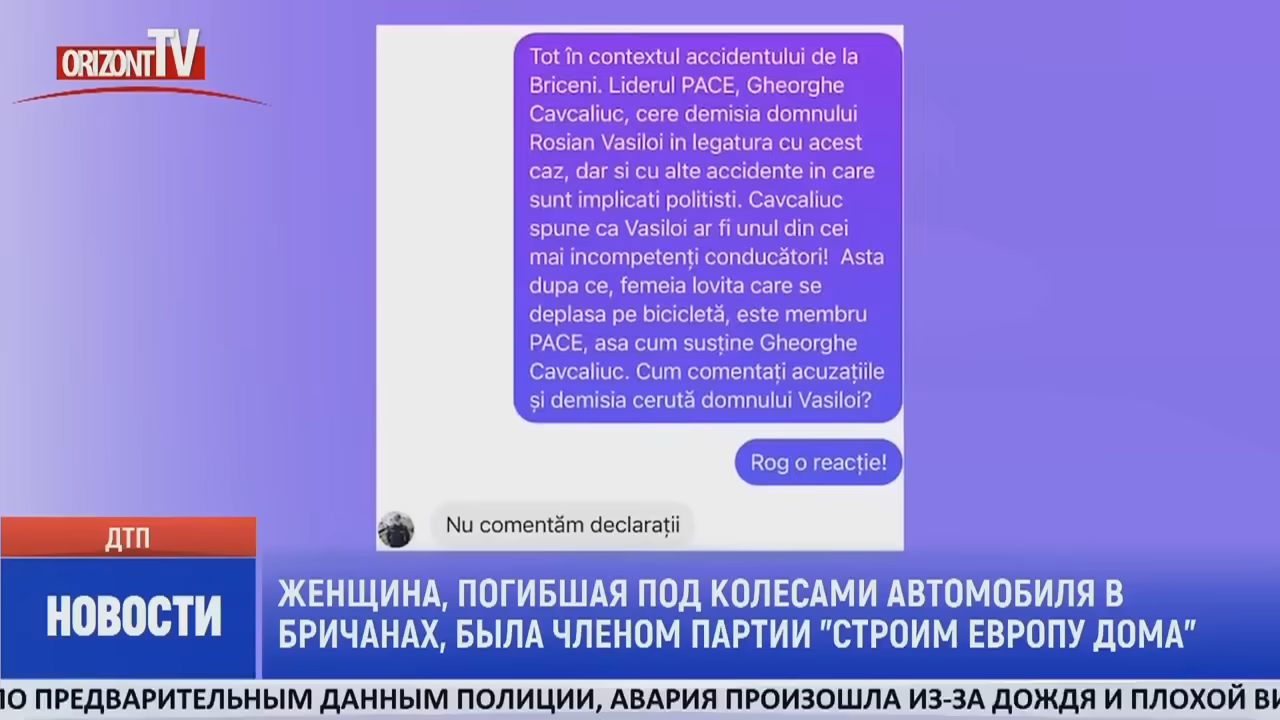 ORIZONTTV
Tot în contextul accidentului de la
Briceni. Liderul PACE, Gheorghe
Cavcaliuc, cere demisia domnului
Rosian Vasiloi in legatura cu acest
caz, dar si cu alte accidente in care
sunt implicati politisti. Cavcaliuc
spune ca Vasiloi ar fi unul din cei
mai incompetenți conducători!  Asta
dupa ce, femeia lovita care se
deplasa pe bicicletă, este membru
PACE, asa cum susține Gheorghe
Cavcaliuc. Cum comentați acuzațiile
și demisia cerută domnului Vasiloi?
Rog o reacție!
Nu comentăm declarații
ДТП
НОВОСТИ
ЖЕНЩИНА, ПОГИБШАЯ ПОД КОЛЕСАМИ АВТОМОБИЛЯ В
БРИЧАНАХ, БЫЛА ЧЛЕНОМ ПАРТИИ "СТРОИМ ЕВРОПУ ДОМА"
ПО ПРЕДВАРИТЕЛЬНЫМ ДАННЫМ ПОЛИЦИИ, АВАРИЯ ПРОИЗОШЛА ИЗ-ЗА ДОЖДЯ И ПЛОХОЙ